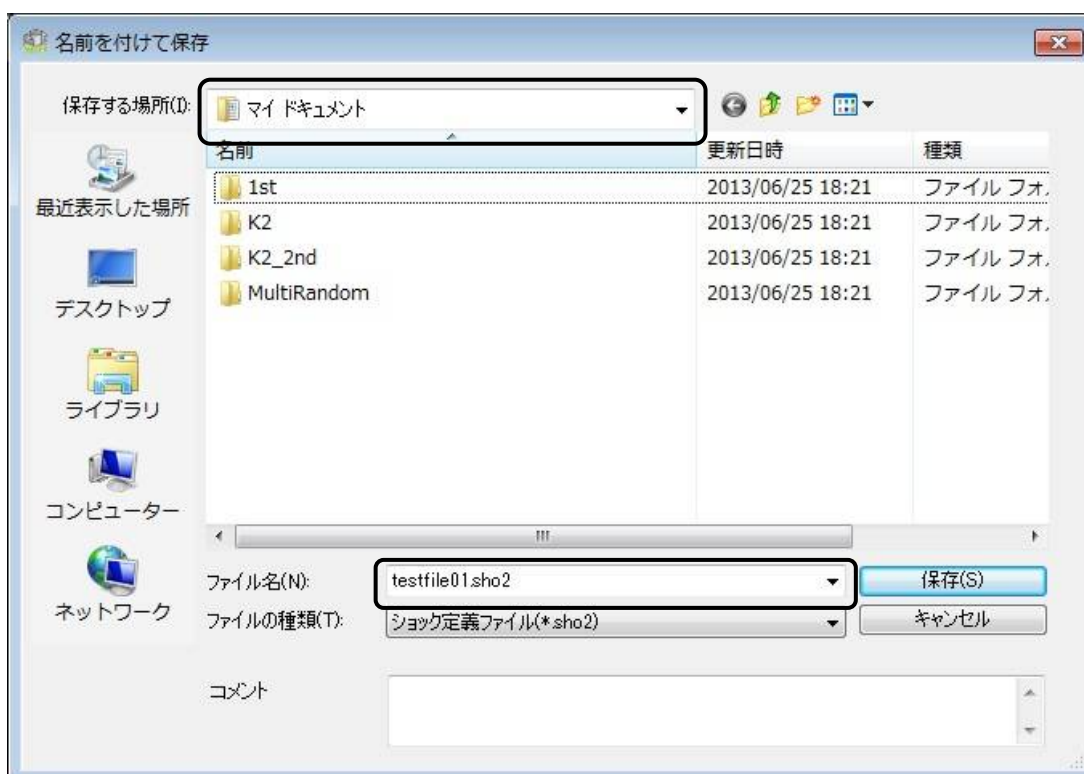 名前を付けて保存
保存する場所(I):
マイ ドキュメント
名前 更新日時 種類
1st 2013/06/25 18:21 ファイル フォ
K2 2013/06/25 18:21 ファイル フォ
K2_2nd 2013/06/25 18:21 ファイル フォ
MultiRandom 2013/06/25 18:21 ファイル フォ
最近表示した場所
デスクトップ
ライブラリ
コンピューター
ネットワーク
ファイル名(N): testfile01.sho2 保存(S)
ファイルの種類(T): ショック定義ファイル(*.sho2) キャンセル
コメント